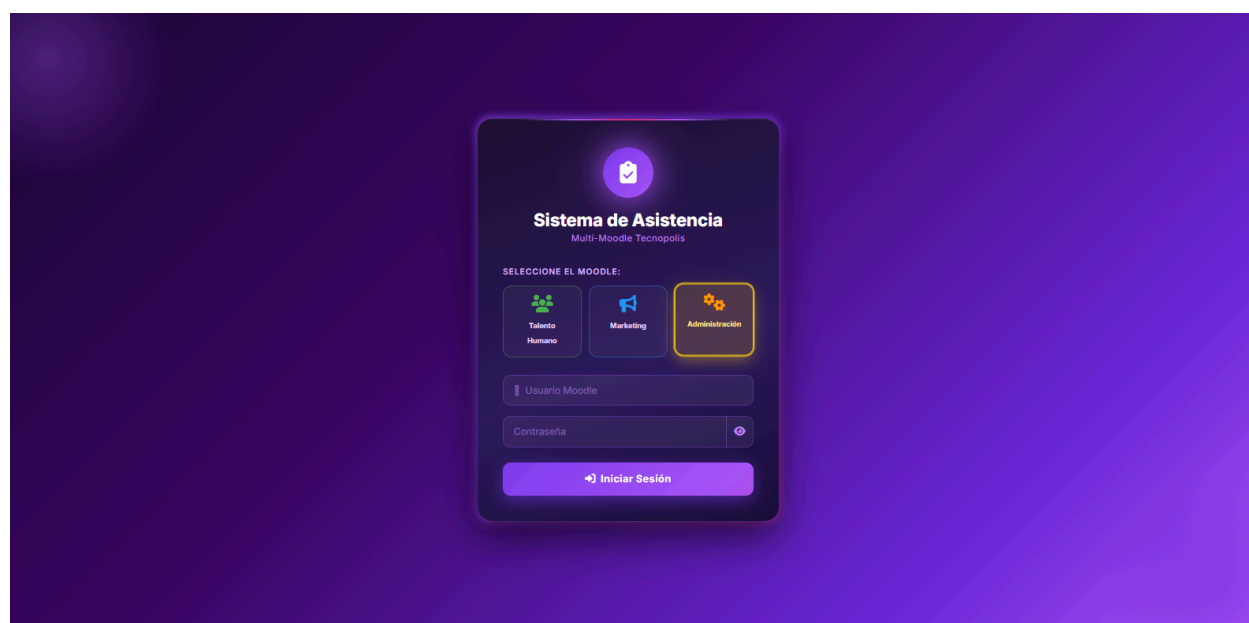 Sistema de Asistencia
Multi-Moodle Tecnopolis
SELECCIONE EL MOODLE:
Talento
Humano
Marketing
Administración
Usuario Moodle
Contraseña
Iniciar Sesión